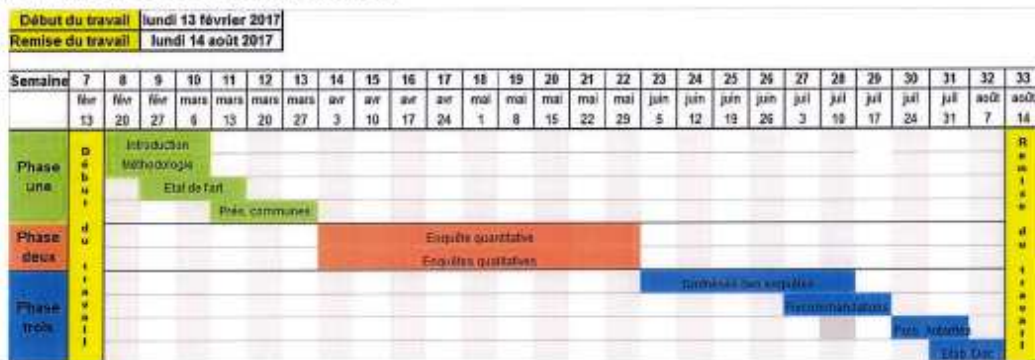 Début du travail lundi 13 février 2017
Remise du travail lundi 14 août 2017
Semaine 7 8 9 10 11 12 13 14 15 16 17 18 19 20 21 22 23 24 25 26 27 28 29 30 31 32 33
févr févr févr mars mars mars mars avr avr avr avr mai mai mai mai mai juin juin juin juin juil juil juil juil juil août août
13 20 27 6 13 20 27 3 10 17 24 1 8 15 22 29 5 12 19 26 3 10 17 24 31 7 14
Phase une
Début du travail
Introduction
Méthodologie
Etat de l'art
Prés. communes
Phase deux
Enquête quantitative
Enquêtes qualitatives
Phase trois
Synthèses des enquêtes
Recommandations
Remise du travail